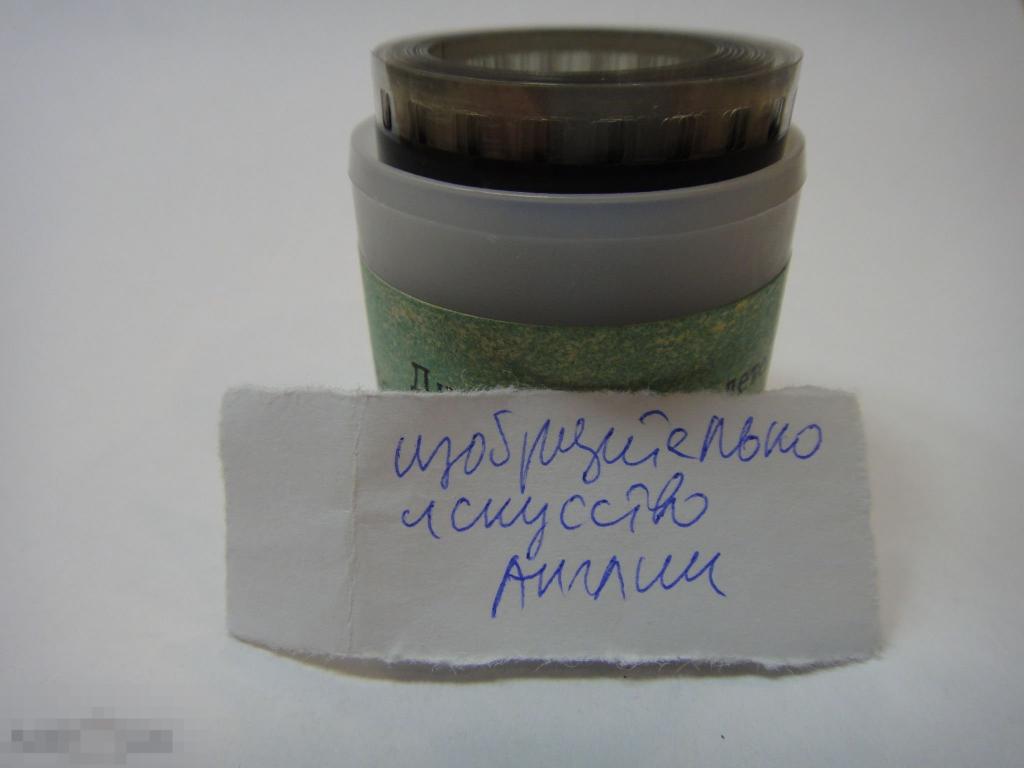 изобразительно
искусство
Англии